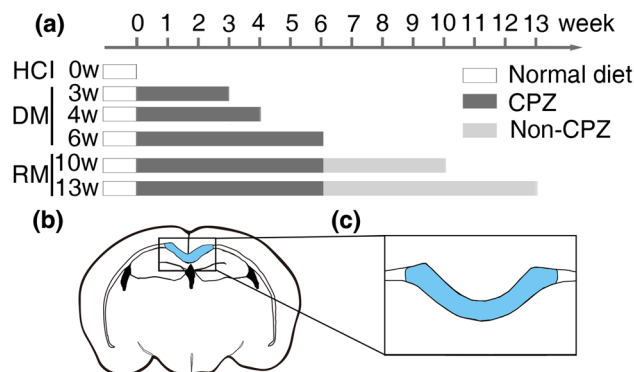 (a)
0 1 2 3 4 5 6 7 8 9 10 11 12 13 week
HC 0w
3w
DM 4w
6w
RM 10w
13w
Normal diet
CPZ
Non-CPZ
(b)
(c)